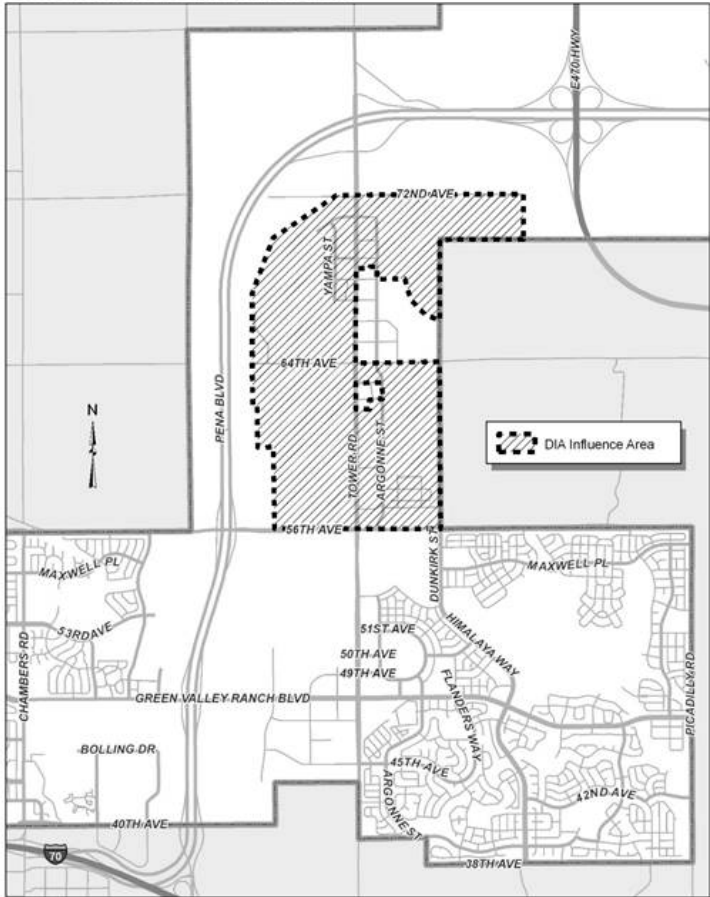 E470 HWY
72ND AVE
YAMPA ST
64TH AVE
N
PENA BLVD
TOWER RD
ARGONNE ST
DIA Influence Area
56TH AVE
DUNKIRK ST
MAXWELL PL
MAXWELL PL
53RD AVE
51ST AVE
HIMALAYA WAY
50TH AVE
49TH AVE
CHAMBERS RD
GREEN VALLEY RANCH BLVD
FLANDERS WAY
PICADILLY RD
BOLLING DR
45TH AVE
ARGONNE ST
42ND AVE
40TH AVE
70
38TH AVE